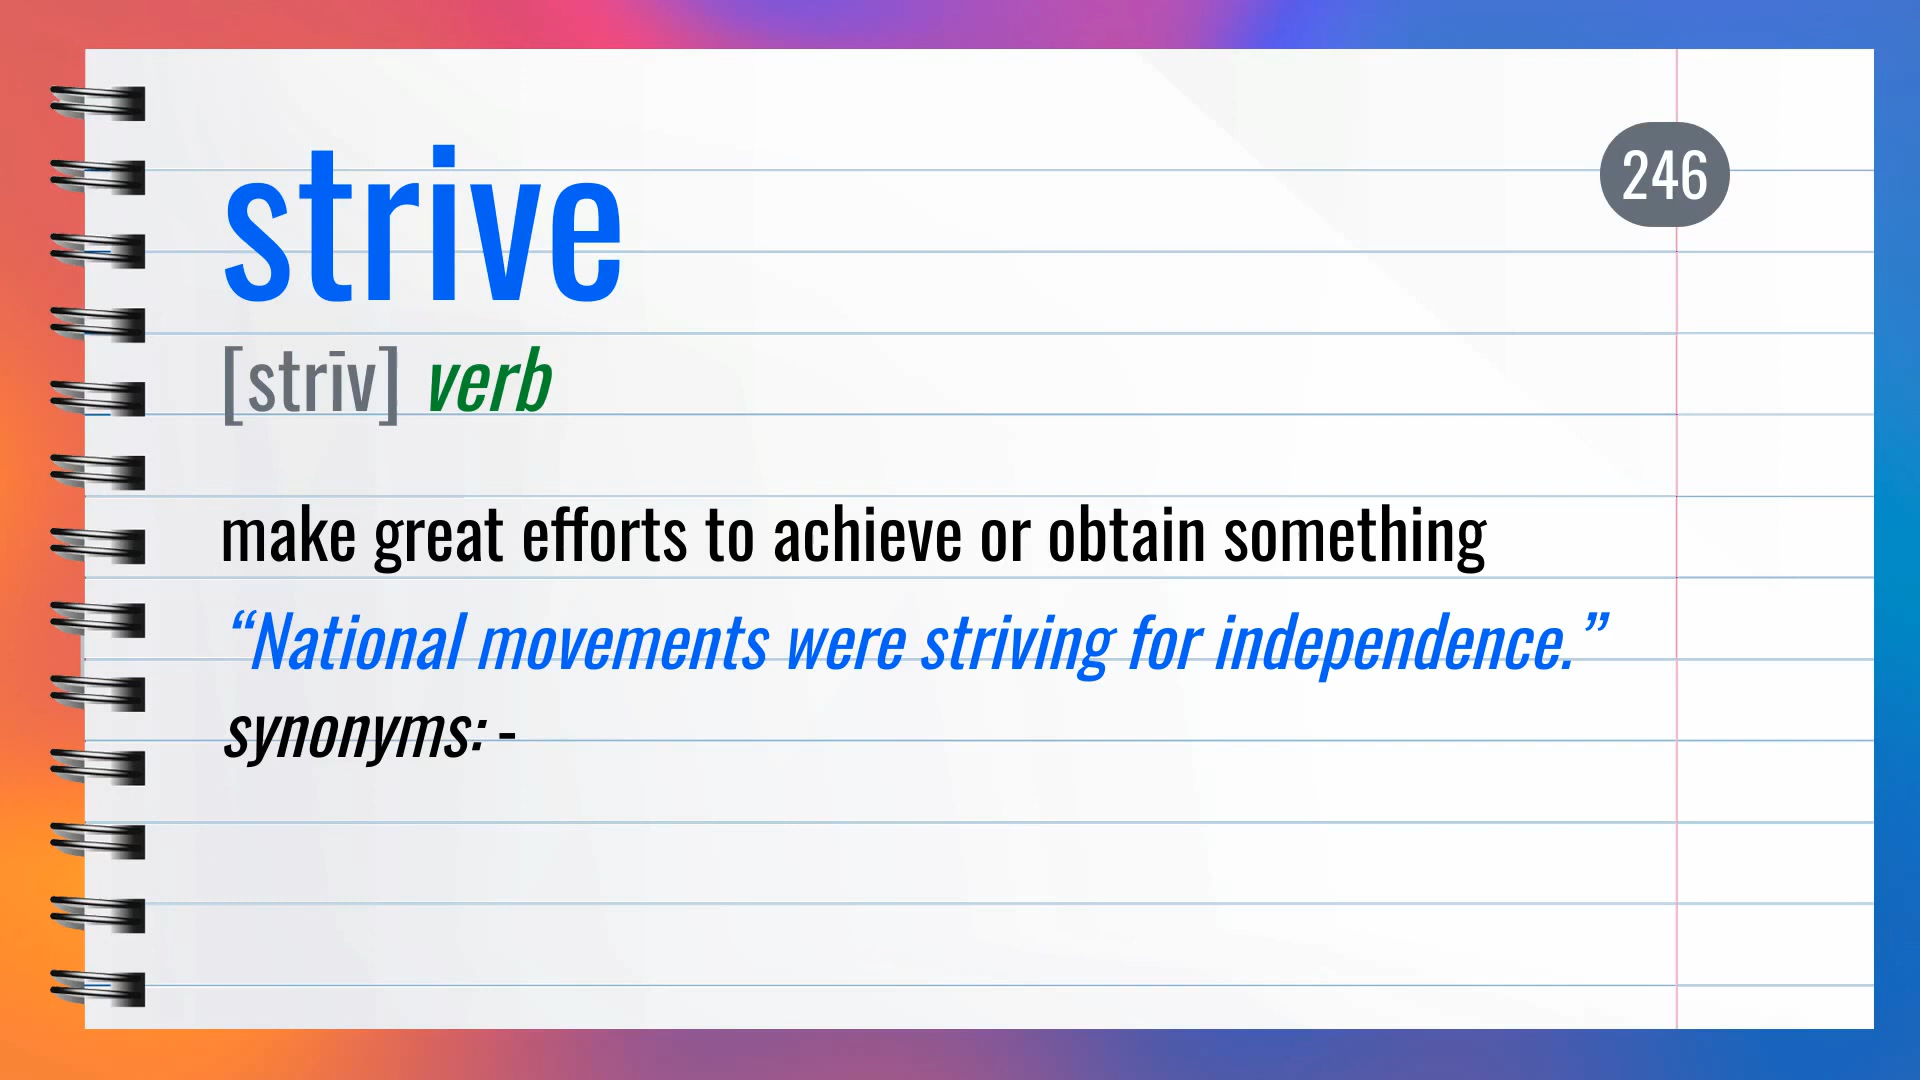 strive
246
[strīv] verb
make great efforts to achieve or obtain something
“National movements were striving for independence.”
synonyms: -